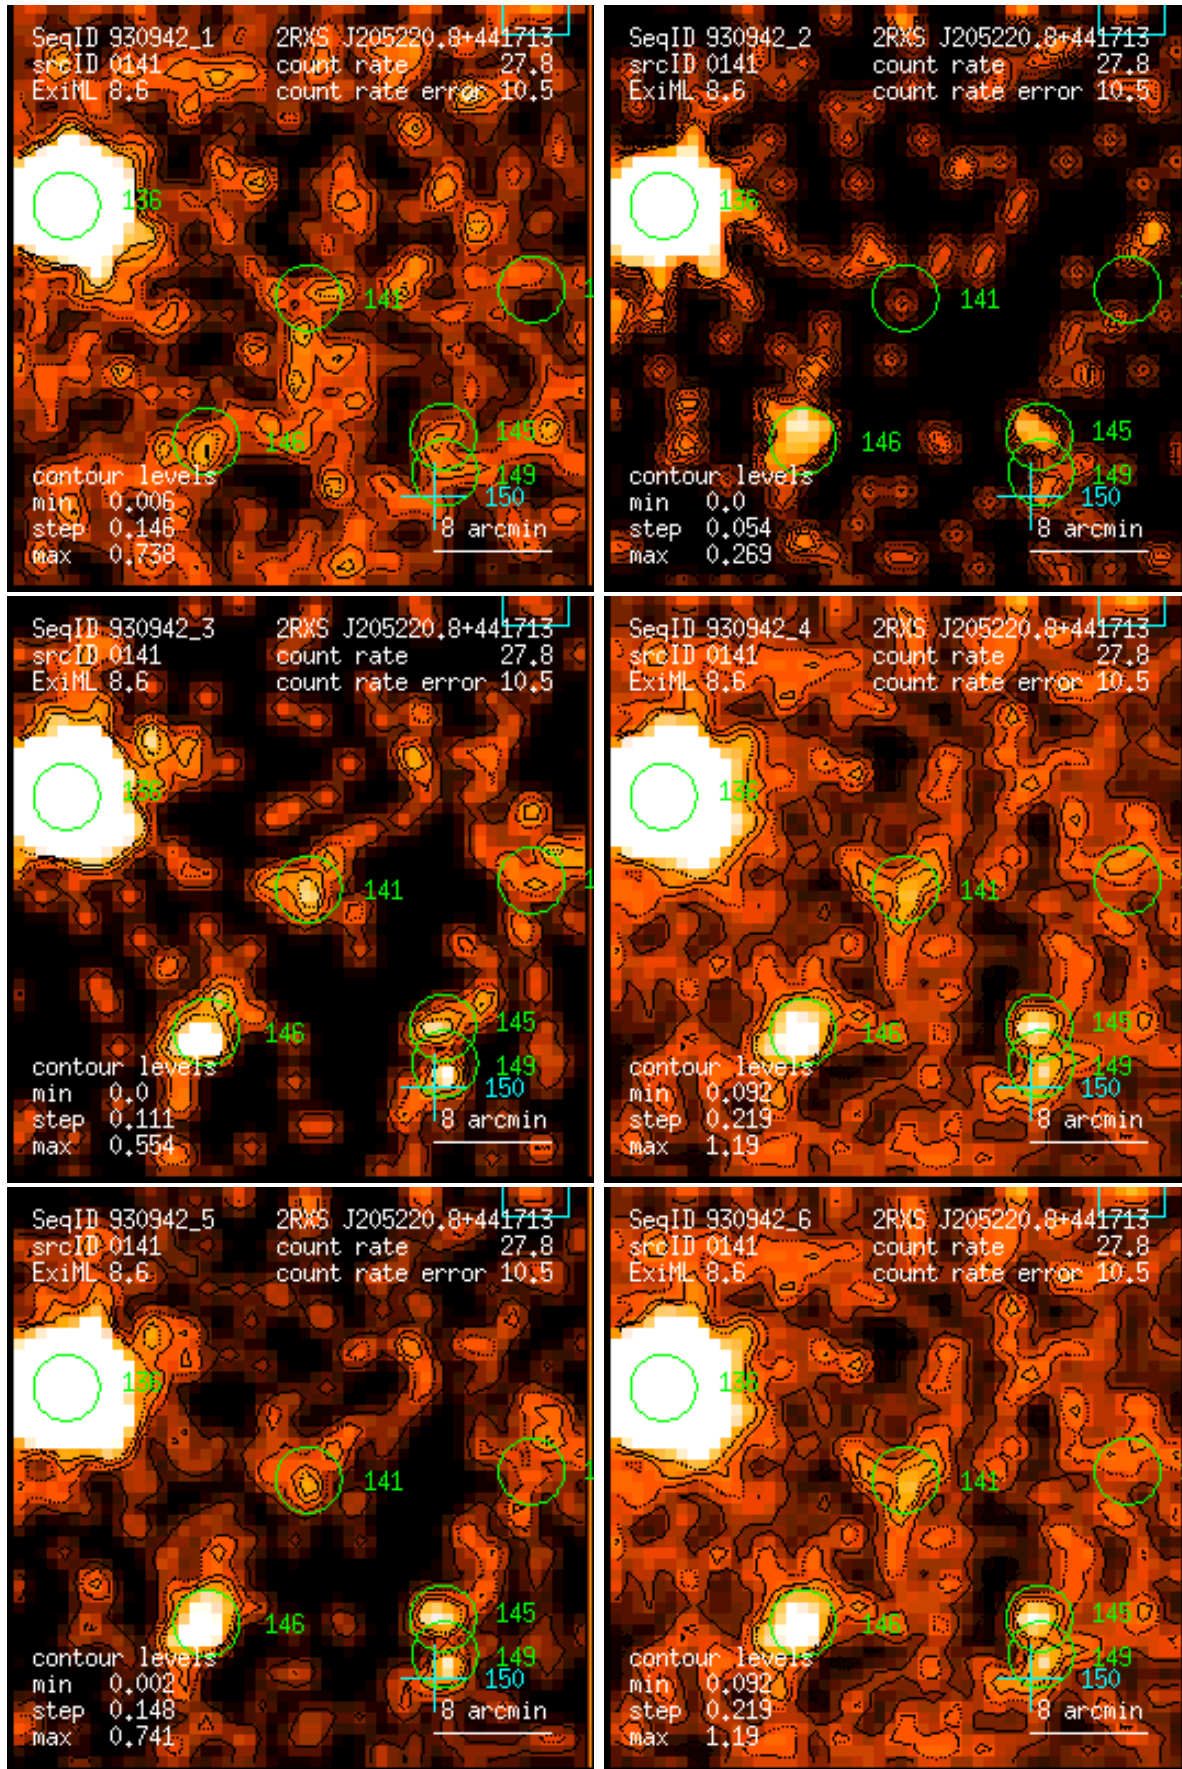 SeqID 930942_1 2RXS J205220.8+441713
srcID 0141 count rate 27.8
ExiML 8.6 count rate error 10.5
136
141
1
146
145
149
150
contour levels
min 0.006
step 0.146
max 0.738
8 arcmin
SeqID 930942_2 2RXS J205220.8+441713
srcID 0141 count rate 27.8
ExiML 8.6 count rate error 10.5
136
141
146
145
149
150
contour levels
min 0.0
step 0.054
max 0.269
8 arcmin
SeqID 930942_3 2RXS J205220.8+441713
srcID 0141 count rate 27.8
ExiML 8.6 count rate error 10.5
136
141
1
146
145
149
150
contour levels
min 0.0
step 0.111
max 0.554
8 arcmin
SeqID 930942_4 2RXS J205220.8+441713
srcID 0141 count rate 27.8
ExiML 8.6 count rate error 10.5
136
141
146
145
149
150
contour levels
min 0.092
step 0.219
max 1.19
8 arcmin
SeqID 930942_5 2RXS J205220.8+441713
srcID 0141 count rate 27.8
ExiML 8.6 count rate error 10.5
136
141
1
146
145
149
150
contour levels
min 0.002
step 0.148
max 0.741
8 arcmin
SeqID 930942_6 2RXS J205220.8+441713
srcID 0141 count rate 27.8
ExiML 8.6 count rate error 10.5
136
141
146
145
149
150
contour levels
min 0.092
step 0.219
max 1.19
8 arcmin